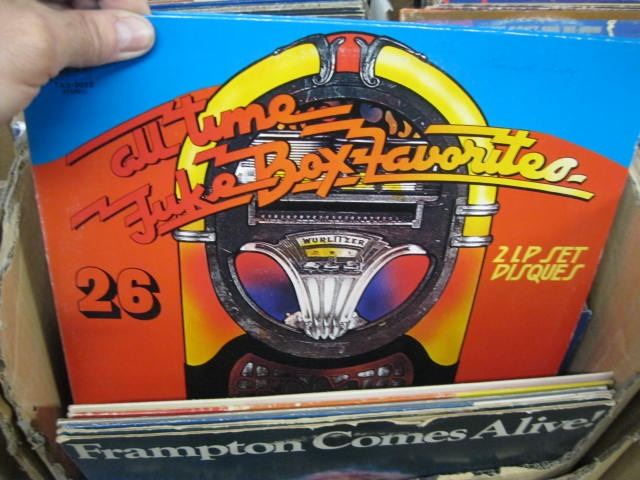 all time
Juke Box Favorites
26
WURLITZER
2 LP SET
DISQUES
Frampton Comes Alive!